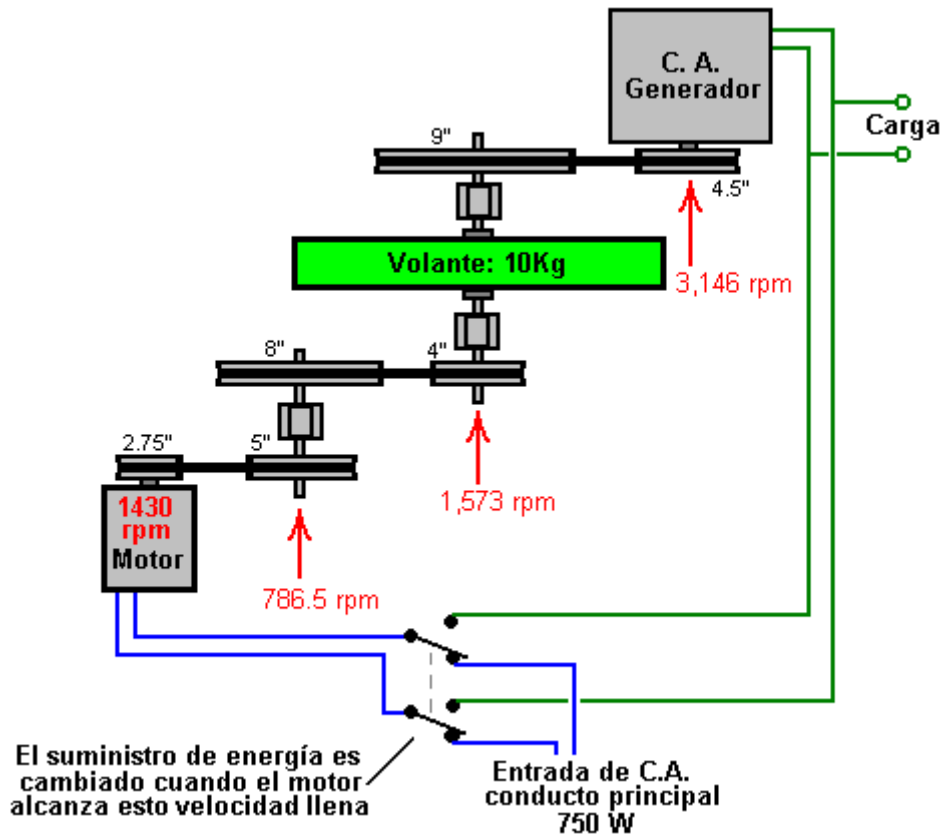 C. A.
Generador
Carga
9"
4.5"
Volante: 10Kg
3,146 rpm
8"
4"
2.75"
5"
1430
rpm
Motor
1,573 rpm
786.5 rpm
El suministro de energía es
cambiado cuando el motor
alcanza esto velocidad llena
Entrada de C.A.
conducto principal
750 W